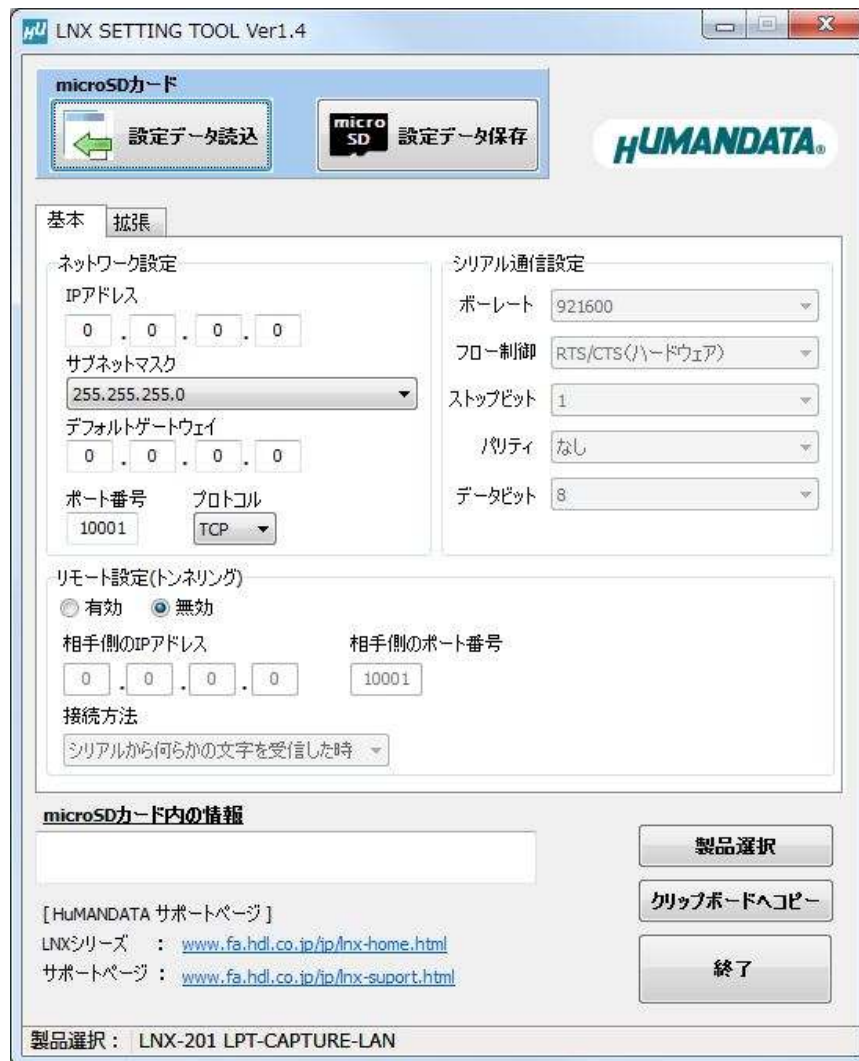 HU LNX SETTING TOOL Ver1.4
microSDカード
設定データ読込
micro SD 設定データ保存
HUMANDATA®
基本 拡張
ネットワーク設定
IPアドレス
0 . 0 . 0 . 0
サブネットマスク
255.255.255.0
デフォルトゲートウェイ
0 . 0 . 0 . 0
ポート番号 プロトコル
10001 TCP
シリアル通信設定
ボーレート 921600
フロー制御 RTS/CTS(ハードウェア)
ストップビット 1
パリティ なし
データビット 8
リモート設定(トンネリング)
有効 無効
相手側のIPアドレス 相手側のポート番号
0 . 0 . 0 . 0 10001
接続方法
シリアルから何らかの文字を受信した時
microSDカード内の情報
製品選択
クリップボードへコピー
終了
[ HuMANDATA サポートページ ]
LNXシリーズ : www.fa.hdl.co.jp/jp/lnx-home.html
サポートページ : www.fa.hdl.co.jp/jp/lnx-suport.html
製品選択 : LNX-201 LPT-CAPTURE-LAN